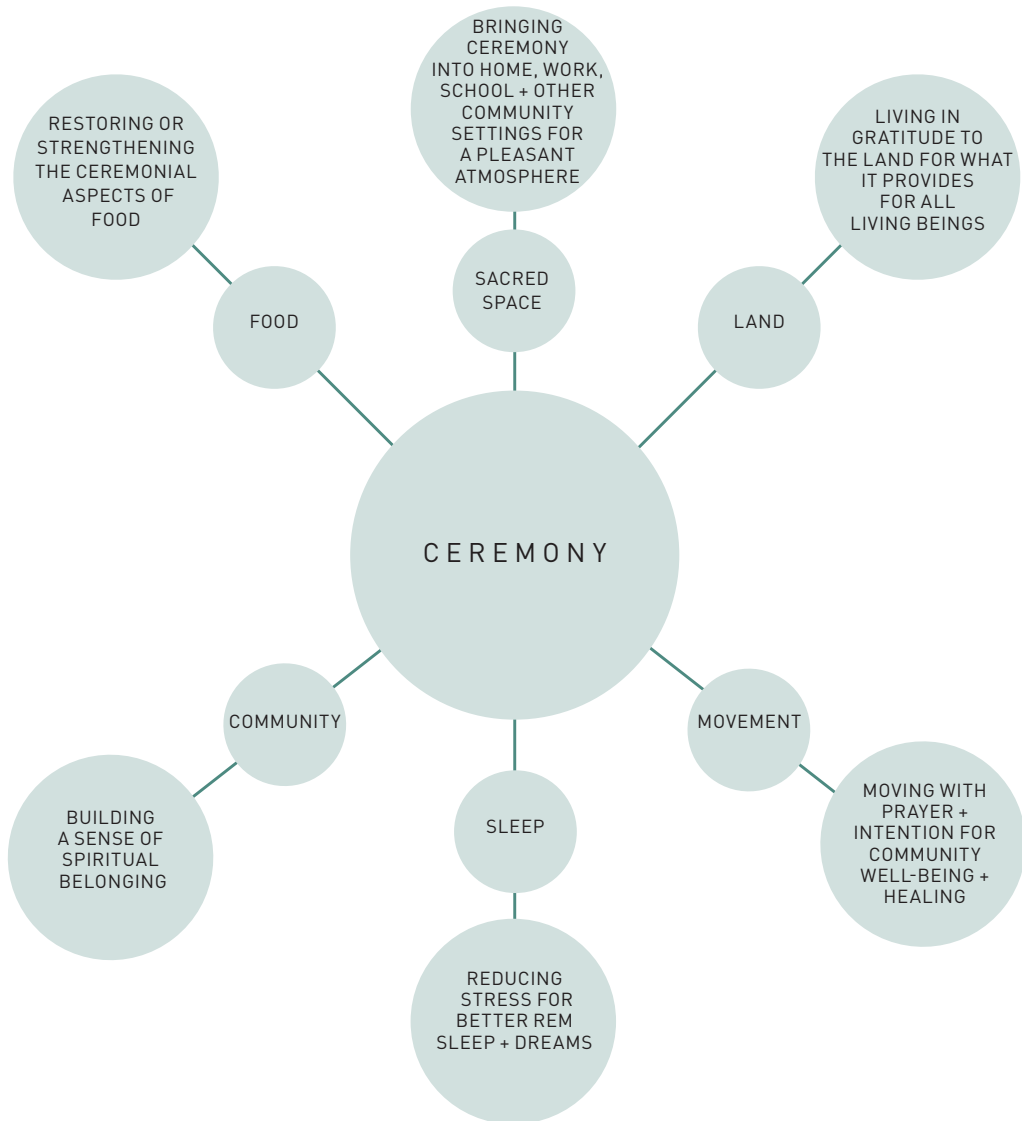 BRINGING
CEREMONY
INTO HOME, WORK,
SCHOOL + OTHER
COMMUNITY
SETTINGS FOR
A PLEASANT
ATMOSPHERE
RESTORING OR
STRENGTHENING
THE CEREMONIAL
ASPECTS OF
FOOD
LIVING IN
GRATITUDE TO
THE LAND FOR WHAT
IT PROVIDES
FOR ALL
LIVING BEINGS
FOOD
SACRED
SPACE
LAND
CEREMONY
COMMUNITY
MOVEMENT
SLEEP
BUILDING
A SENSE OF
SPIRITUAL
BELONGING
MOVING WITH
PRAYER +
INTENTION FOR
COMMUNITY
WELL-BEING +
HEALING
REDUCING
STRESS FOR
BETTER REM
SLEEP + DREAMS